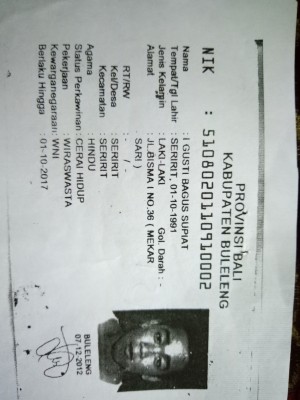 PROVINSI BALI
KABUPATEN BULELENG
NIK : 5108020110910002
Nama : I GUSTI BAGUS SUPIAT
Tempat/Tgl Lahir : SERIRIT, 01-10-1991
Jenis Kelamin : LAKI-LAKI Gol. Darah : -
Alamat : JL.BISMA I NO.36 ( MEKAR
SARI )
RT/RW : / -
Kel/Desa : SERIRIT
Kecamatan : SERIRIT
Agama : HINDU
Status Perkawinan : CERAI HIDUP
Pekerjaan : WIRASWASTA
Kewarganegaraan: WNI
Berlaku Hingga : 01-10-2017
BULELENG
07-12-2012